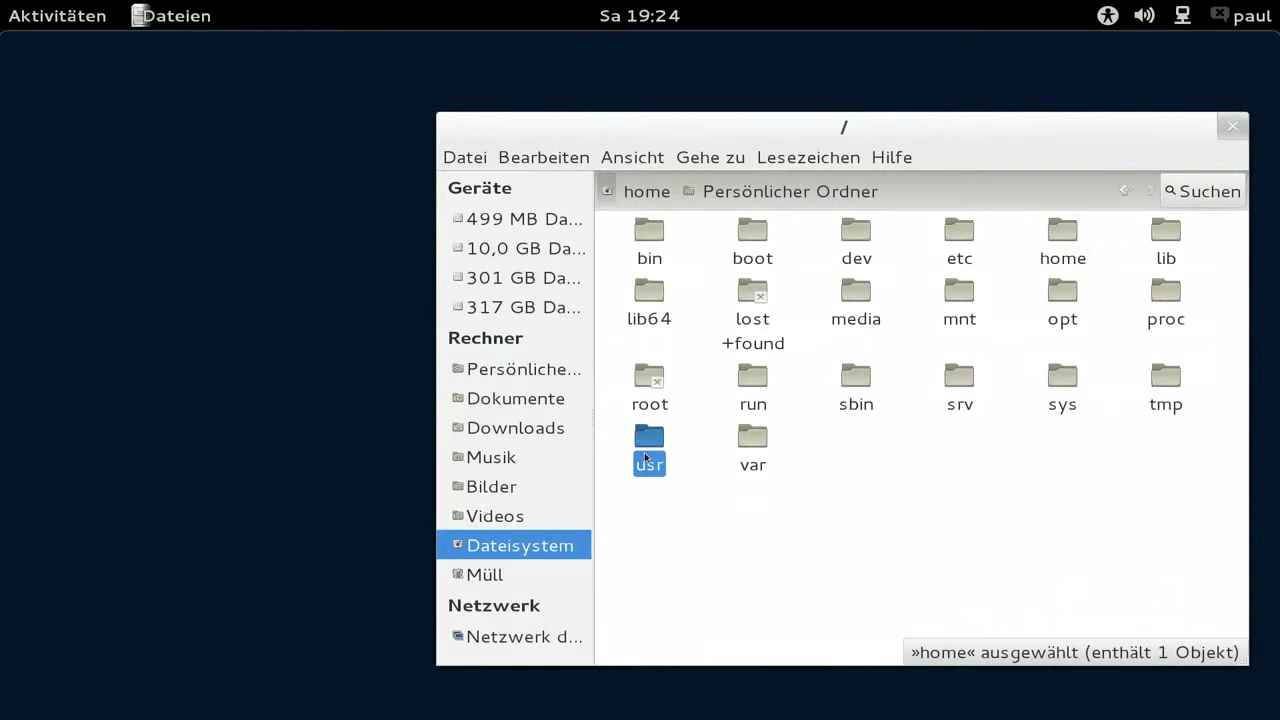 Aktivitäten Dateien Sa 19:24 paul
/
Datei Bearbeiten Ansicht Gehe zu Lesezeichen Hilfe
home Persönlicher Ordner Suchen
Geräte
499 MB Da...
10,0 GB Da...
301 GB Da...
317 GB Da...
Rechner
Persönliche...
Dokumente
Downloads
Musik
Bilder
Videos
Dateisystem
Müll
Netzwerk
Netzwerk d...
bin boot dev etc home lib
lib64 lost media mnt opt proc
+found
root run sbin srv sys tmp
usr var
»home« ausgewählt (enthält 1 Objekt)